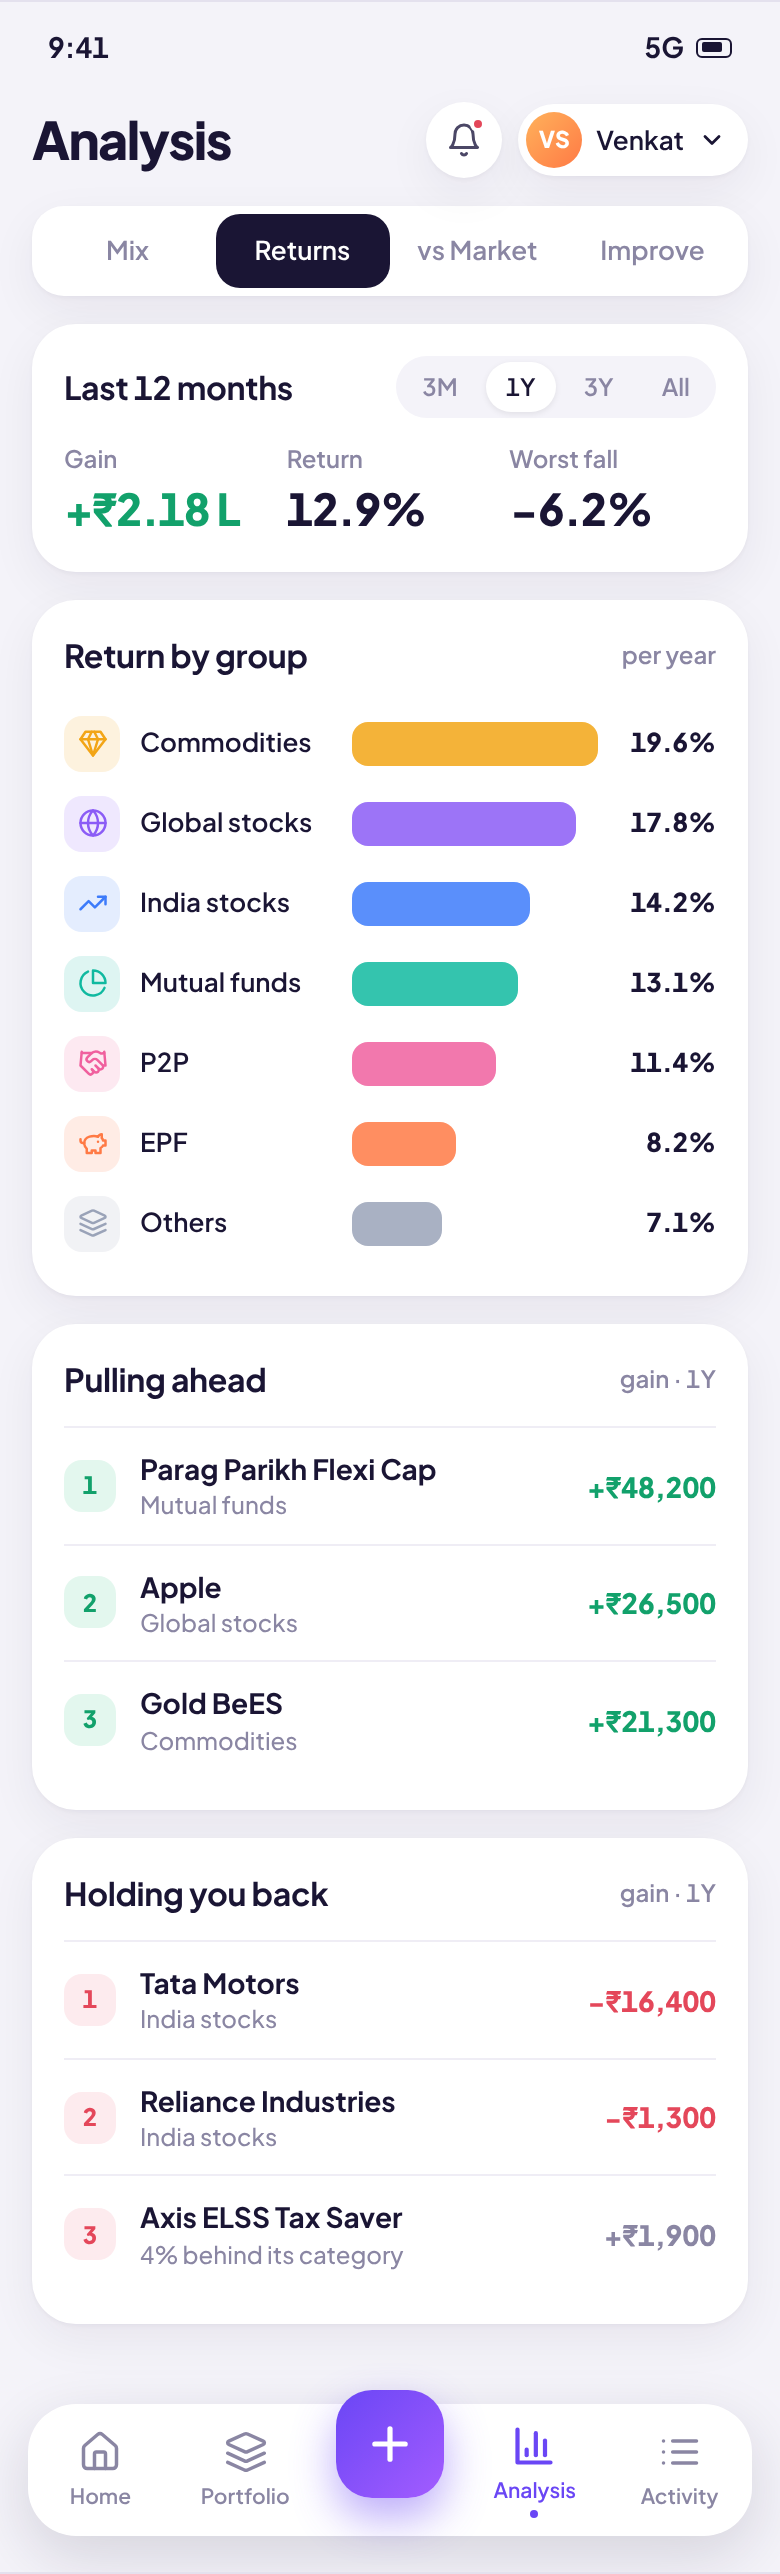 9:41 5G
Analysis VS Venkat
Mix Returns vs Market Improve
Last 12 months 3M 1Y 3Y All
Gain Return Worst fall
+₹2.18 L 12.9% −6.2%
Return by group per year
Commodities 19.6%
Global stocks 17.8%
India stocks 14.2%
Mutual funds 13.1%
P2P 11.4%
EPF 8.2%
Others 7.1%
Pulling ahead gain · 1Y
1 Parag Parikh Flexi Cap +₹48,200
Mutual funds
2 Apple +₹26,500
Global stocks
3 Gold BeES +₹21,300
Commodities
Holding you back gain · 1Y
1 Tata Motors −₹16,400
India stocks
2 Reliance Industries −₹1,300
India stocks
3 Axis ELSS Tax Saver +₹1,900
4% behind its category
Home Portfolio Analysis Activity